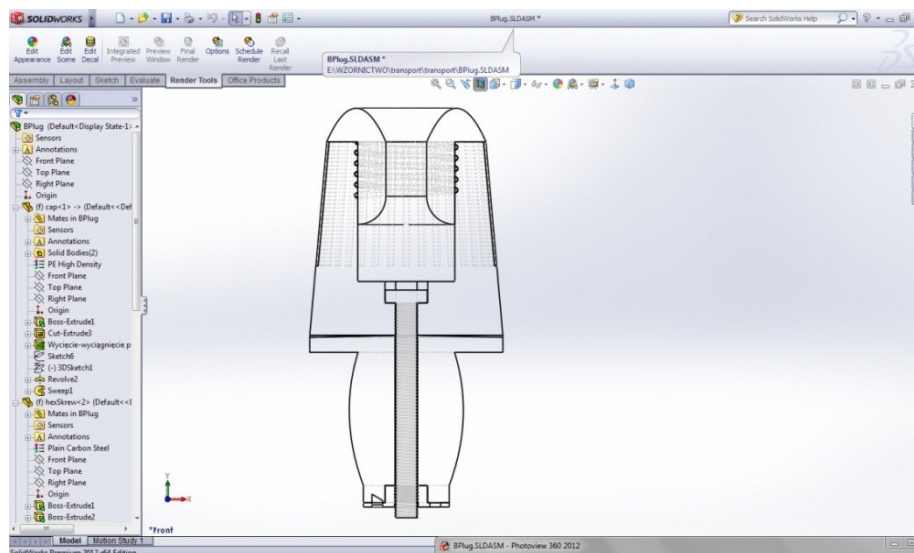 SOLIDWORKS
BPlug.SLDASM *
Search SolidWorks Help
Edit Appearance
Edit Scene
Edit Decal
Integrated Preview
Preview Window
Final Render
Options
Schedule Render
Recall Last Render
BPlug.SLDASM *
E:\WZORNICTWO\transport\transport\BPlug.SLDASM
Assembly
Layout
Sketch
Evaluate
Render Tools
Office Products
BPlug (Default<Display State-1>
Sensors
Annotations
Front Plane
Top Plane
Right Plane
Origin
(f) cap<1> -> (Default<<Def
Mates in BPlug
Sensors
Annotations
Solid Bodies(2)
PE High Density
Front Plane
Top Plane
Right Plane
Origin
Boss-Extrude1
Cut-Extrude3
Wycięcie-wyciągnięcie p
Sketch6
(-) 3DSketch1
Revolve2
Sweep1
(f) hexSkrew<2> (Default<<
Mates in BPlug
Sensors
Annotations
Plain Carbon Steel
Front Plane
Top Plane
Right Plane
Origin
Boss-Extrude1
Boss-Extrude2
Y
X
*Front
Model
Motion Study 1
SolidWorks Premium 2012 x64 Edition
BPlug.SLDASM - Photoview 360 2012